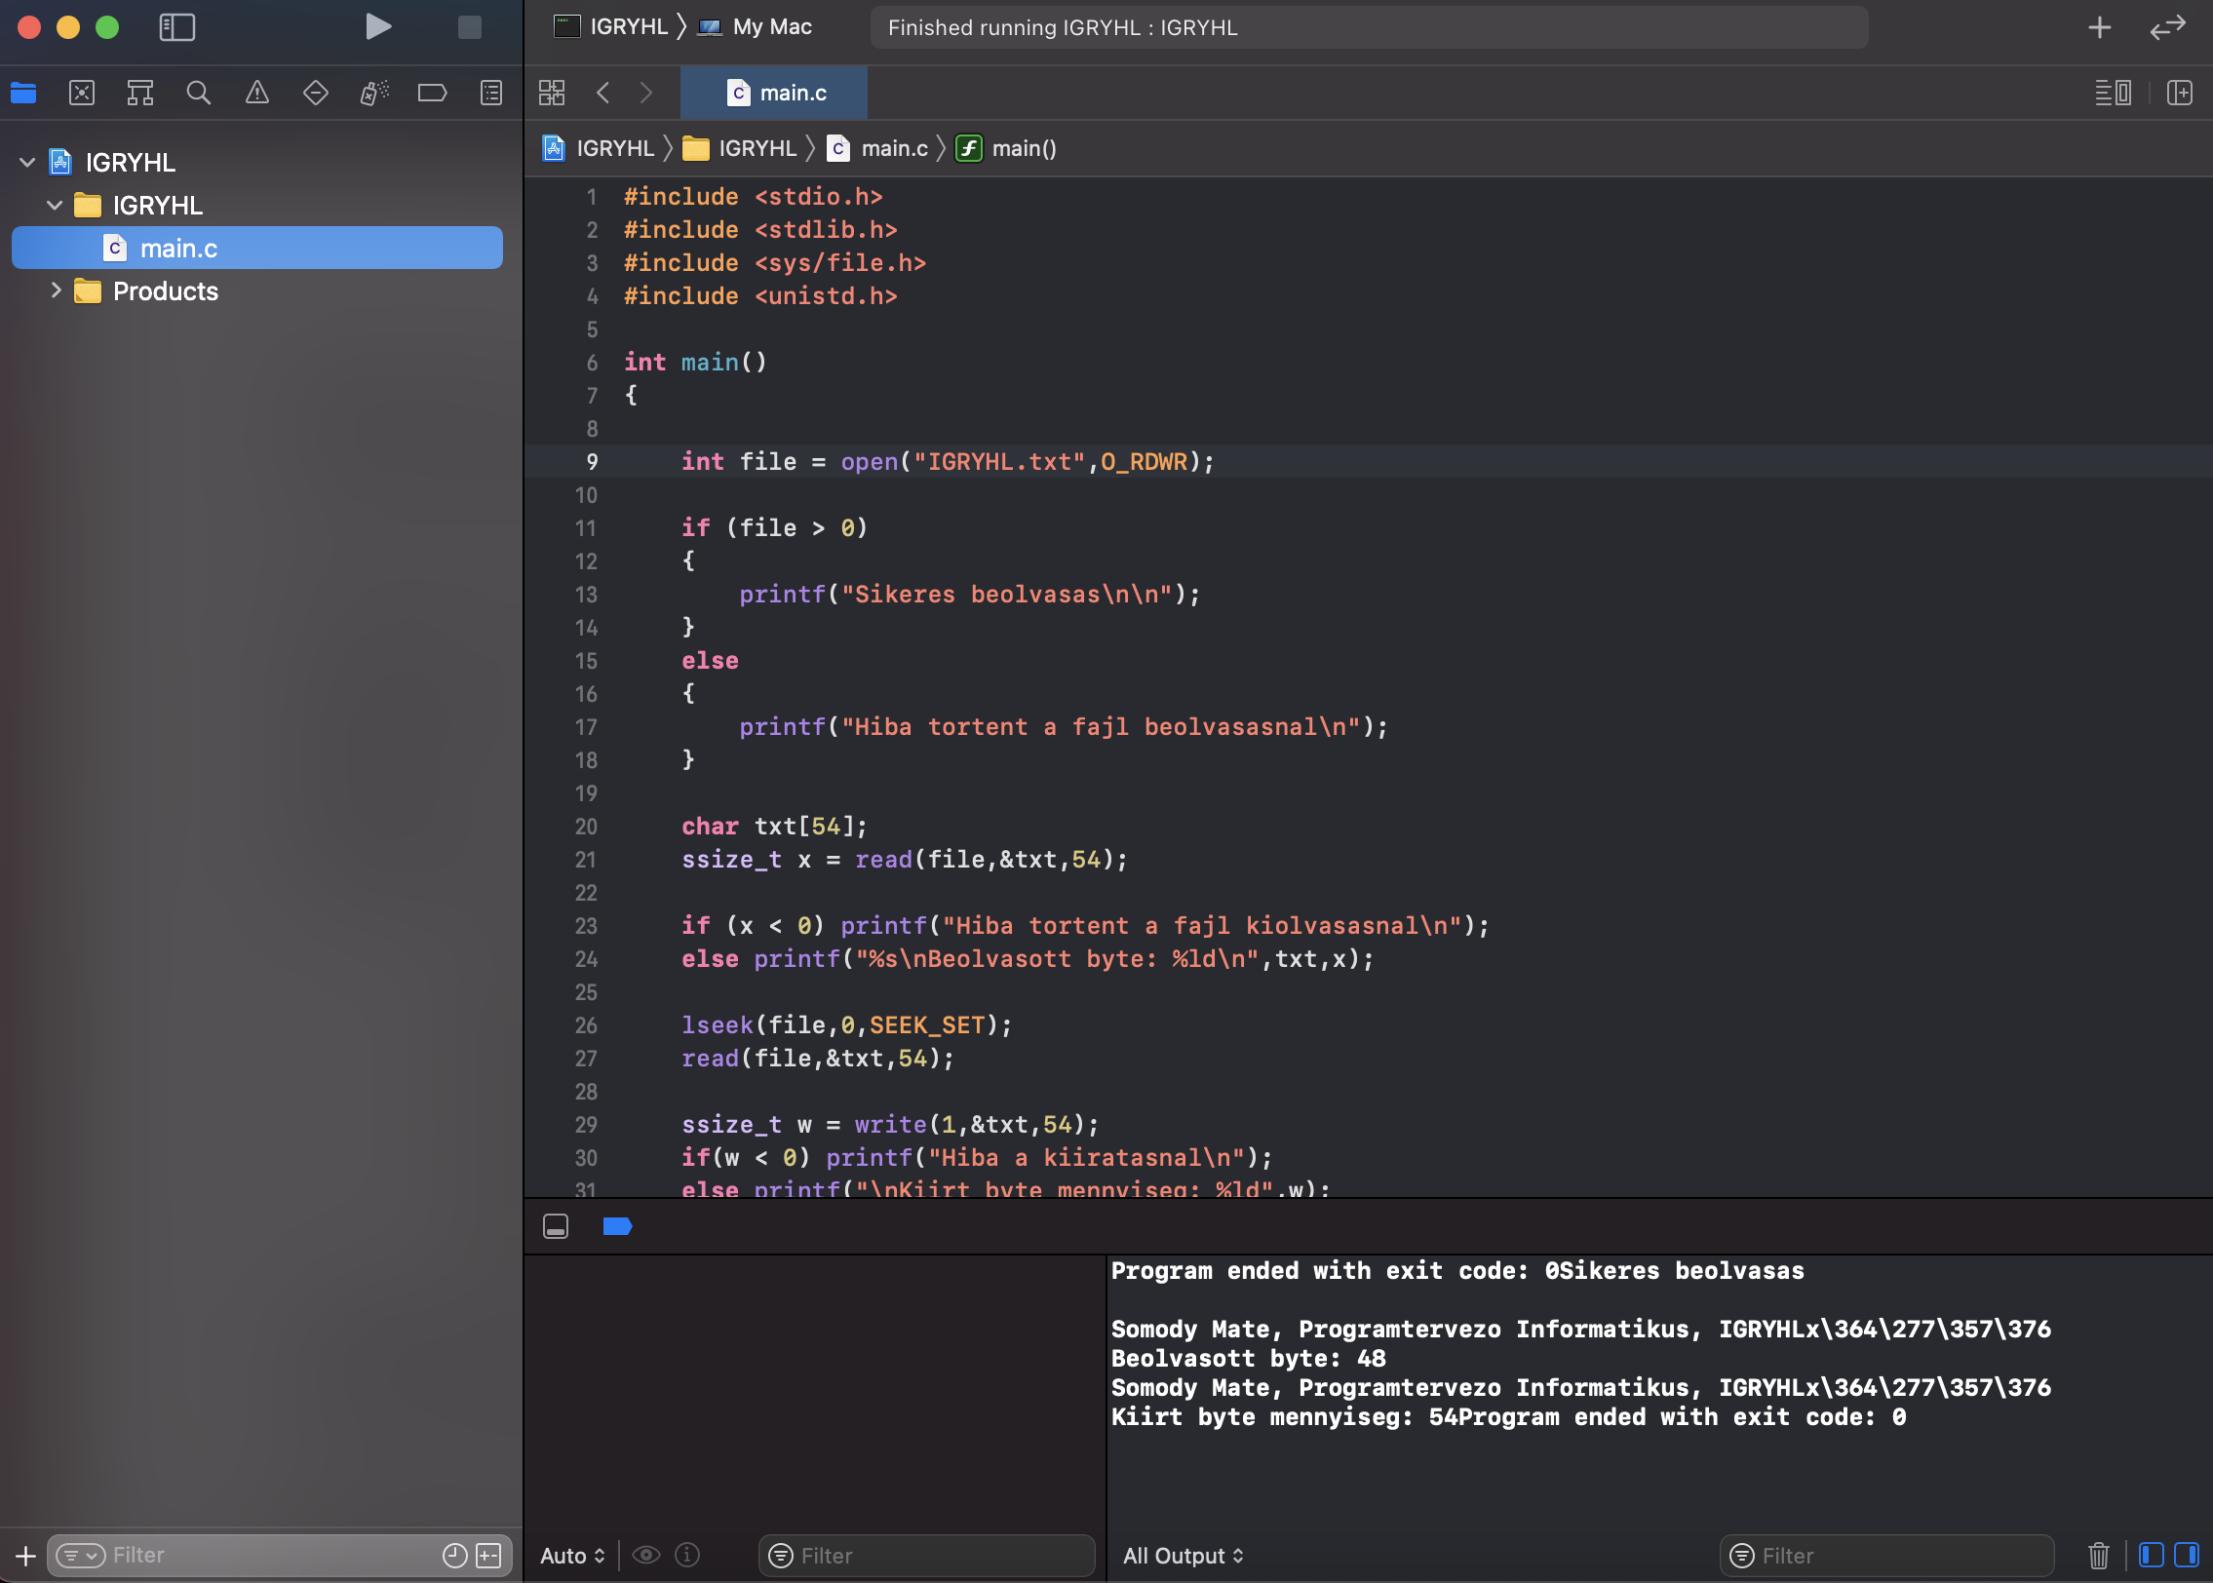 IGRYHL
My Mac
Finished running IGRYHL : IGRYHL
main.c
IGRYHL
IGRYHL
main.c
main()
IGRYHL
IGRYHL
main.c
Products
1 #include <stdio.h>
2 #include <stdlib.h>
3 #include <sys/file.h>
4 #include <unistd.h>
5
6 int main()
7 {
8
9 int file = open("IGRYHL.txt",O_RDWR);
10
11 if (file > 0)
12 {
13 printf("Sikeres beolvasas\n\n");
14 }
15 else
16 {
17 printf("Hiba tortent a fajl beolvasasnal\n");
18 }
19
20 char txt[54];
21 ssize_t x = read(file,&txt,54);
22
23 if (x < 0) printf("Hiba tortent a fajl kiolvasasnal\n");
24 else printf("%s\nBeolvasott byte: %ld\n",txt,x);
25
26 lseek(file,0,SEEK_SET);
27 read(file,&txt,54);
28
29 ssize_t w = write(1,&txt,54);
30 if(w < 0) printf("Hiba a kiiratasnal\n");
31 else printf("\nKiirt byte mennyiseg: %ld",w);
Program ended with exit code: 0Sikeres beolvasas
Somody Mate, Programtervezo Informatikus, IGRYHLx\364\277\357\376
Beolvasott byte: 48
Somody Mate, Programtervezo Informatikus, IGRYHLx\364\277\357\376
Kiirt byte mennyiseg: 54Program ended with exit code: 0
Filter
Auto
Filter
All Output
Filter